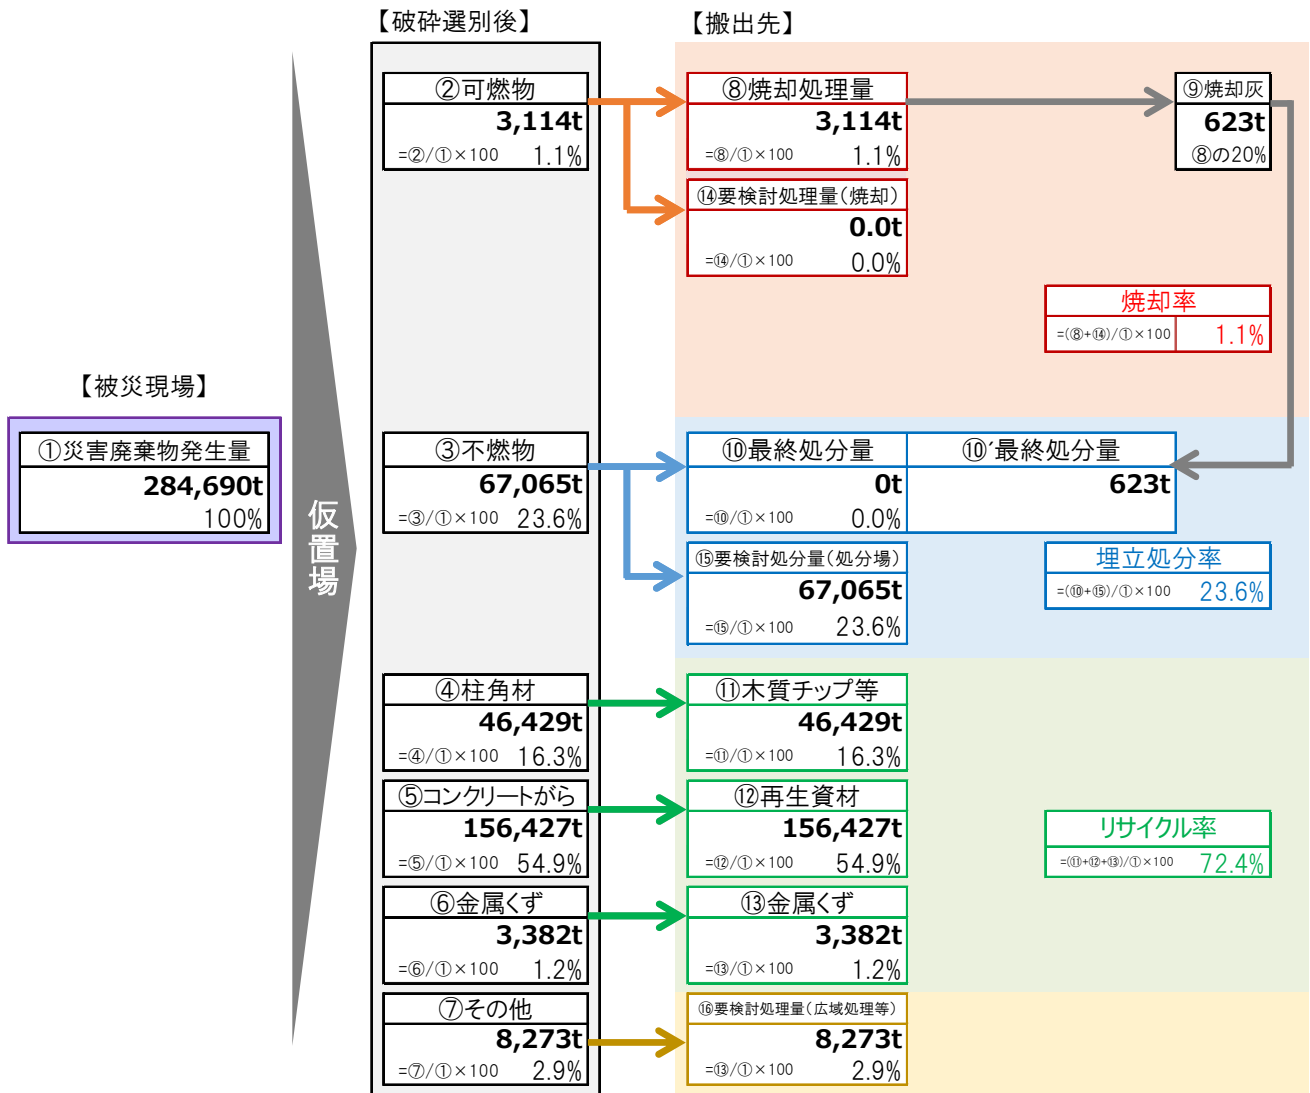 【破砕選別後】
【搬出先】
②可燃物
3,114t
=②/①×100 1.1%
⑧焼却処理量
3,114t
=⑧/①×100 1.1%
⑨焼却灰
623t
⑧の20%
⑭要検討処理量(焼却)
0.0t
=⑭/①×100 0.0%
焼却率
=(⑧+⑭)/①×100 1.1%
【被災現場】
①災害廃棄物発生量
284,690t
100%
仮置場
③不燃物
67,065t
=③/①×100 23.6%
⑩最終処分量
0t
=⑩/①×100 0.0%
⑩´最終処分量
623t
⑮要検討処分量(処分場)
67,065t
=⑮/①×100 23.6%
埋立処分率
=(⑩+⑮)/①×100 23.6%
④柱角材
46,429t
=④/①×100 16.3%
⑪木質チップ等
46,429t
=⑪/①×100 16.3%
⑤コンクリートがら
156,427t
=⑤/①×100 54.9%
⑫再生資材
156,427t
=⑫/①×100 54.9%
リサイクル率
=(⑪+⑫+⑬)/①×100 72.4%
⑥金属くず
3,382t
=⑥/①×100 1.2%
⑬金属くず
3,382t
=⑬/①×100 1.2%
⑦その他
8,273t
=⑦/①×100 2.9%
⑯要検討処理量(広域処理等)
8,273t
=⑬/①×100 2.9%